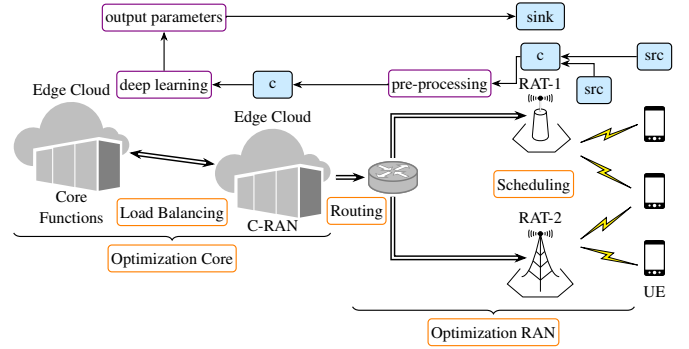 output parameters
sink
c
src
RAT-1
Edge Cloud
deep learning
c
pre-processing
src
Edge Cloud
Scheduling
Core
Functions
Load Balancing
C-RAN
Routing
RAT-2
Optimization Core
UE
Optimization RAN